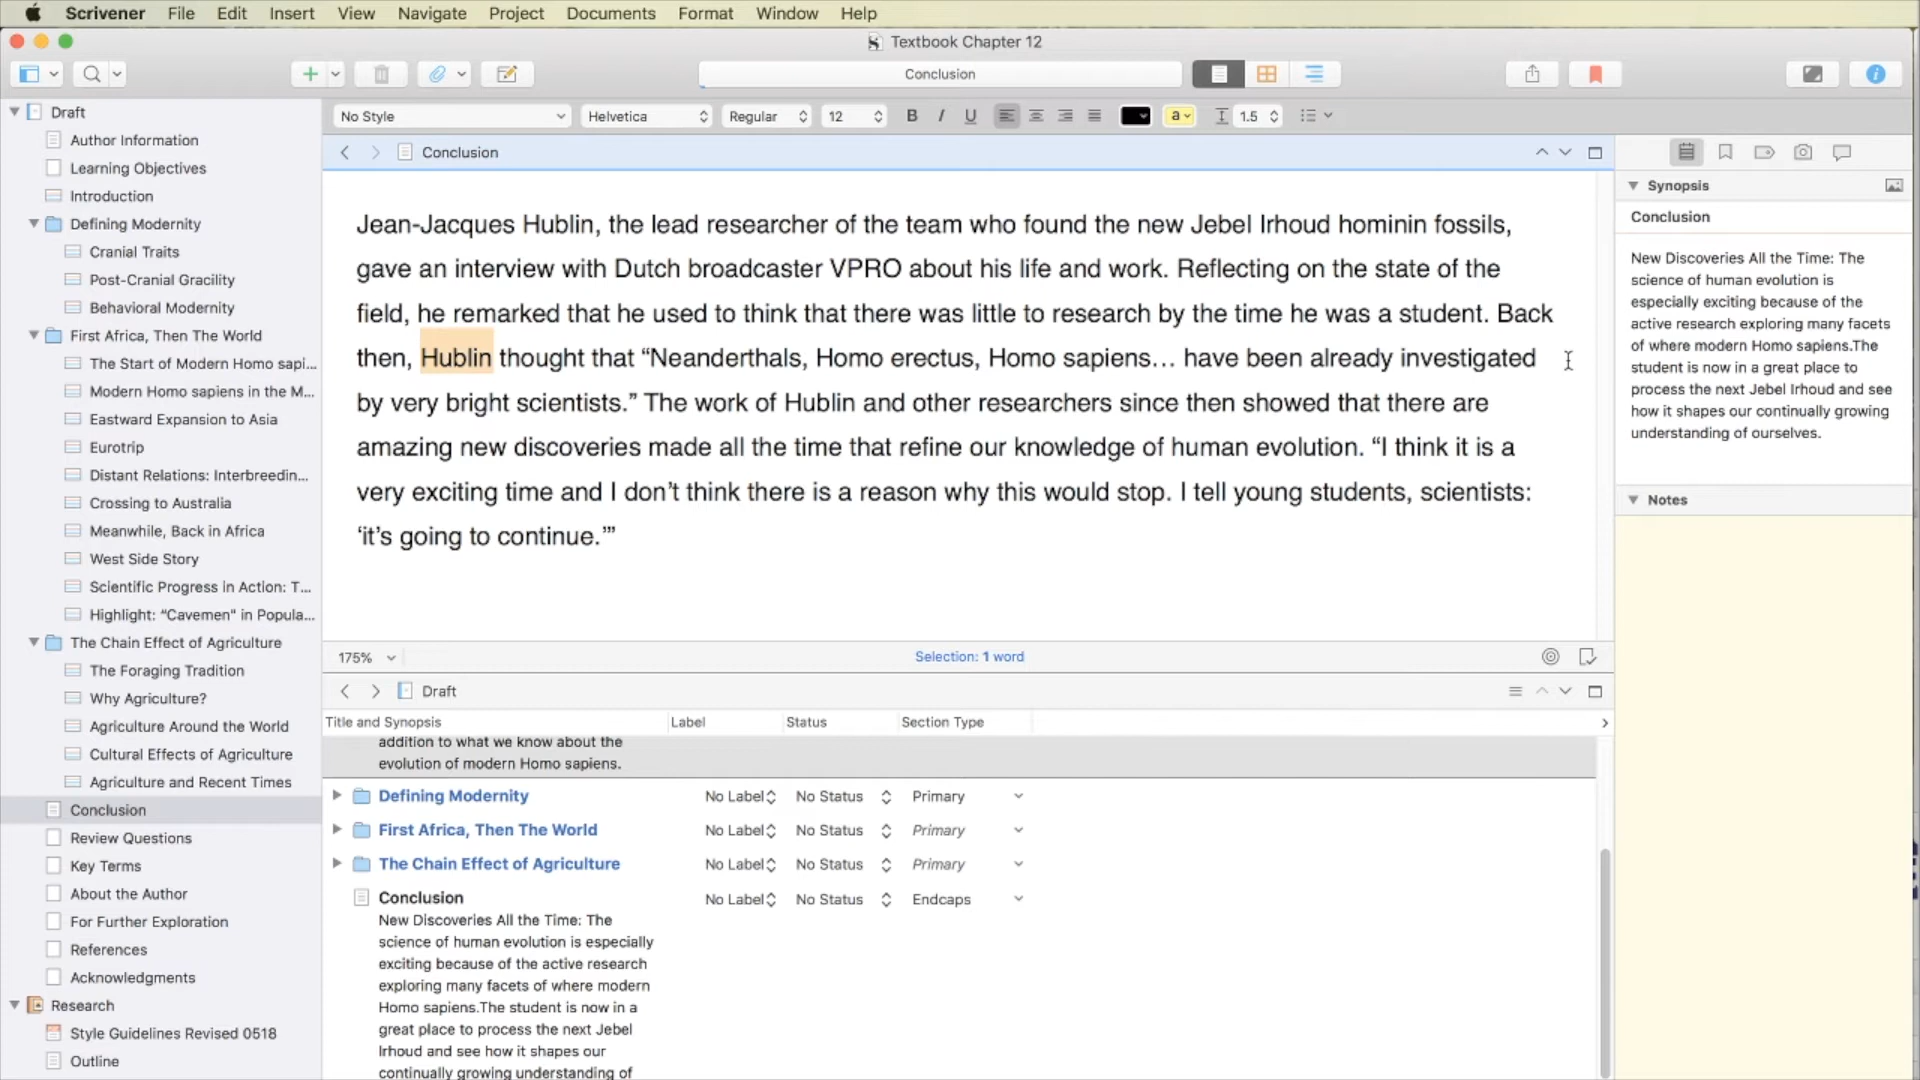 Scrivener File Edit Insert View Navigate Project Documents Format Window Help
Textbook Chapter 12
Conclusion
No Style Helvetica Regular 12 B I U a 1.5
Draft
Author Information
Learning Objectives
Introduction
Defining Modernity
Cranial Traits
Post-Cranial Gracility
Behavioral Modernity
First Africa, Then The World
The Start of Modern Homo sapi...
Modern Homo sapiens in the M...
Eastward Expansion to Asia
Eurotrip
Distant Relations: Interbreedin...
Crossing to Australia
Meanwhile, Back in Africa
West Side Story
Scientific Progress in Action: T...
Highlight: “Cavemen” in Popula...
The Chain Effect of Agriculture
The Foraging Tradition
Why Agriculture?
Agriculture Around the World
Cultural Effects of Agriculture
Agriculture and Recent Times
Conclusion
Review Questions
Key Terms
About the Author
For Further Exploration
References
Acknowledgments
Research
Style Guidelines Revised 0518
Outline
Conclusion
Jean-Jacques Hublin, the lead researcher of the team who found the new Jebel Irhoud hominin fossils,
gave an interview with Dutch broadcaster VPRO about his life and work. Reflecting on the state of the
field, he remarked that he used to think that there was little to research by the time he was a student. Back
then, Hublin thought that “Neanderthals, Homo erectus, Homo sapiens… have been already investigated
by very bright scientists.” The work of Hublin and other researchers since then showed that there are
amazing new discoveries made all the time that refine our knowledge of human evolution. “I think it is a
very exciting time and I don’t think there is a reason why this would stop. I tell young students, scientists:
‘it’s going to continue.’”
175% Selection: 1 word
Draft
Title and Synopsis Label Status Section Type
addition to what we know about the
evolution of modern Homo sapiens.
Defining Modernity No Label No Status Primary
First Africa, Then The World No Label No Status Primary
The Chain Effect of Agriculture No Label No Status Primary
Conclusion No Label No Status Endcaps
New Discoveries All the Time: The
science of human evolution is especially
exciting because of the active research
exploring many facets of where modern
Homo sapiens.The student is now in a
great place to process the next Jebel
Irhoud and see how it shapes our
continually growing understanding of
Synopsis
Conclusion
New Discoveries All the Time: The
science of human evolution is
especially exciting because of the
active research exploring many facets
of where modern Homo sapiens.The
student is now in a great place to
process the next Jebel Irhoud and see
how it shapes our continually growing
understanding of ourselves.
Notes